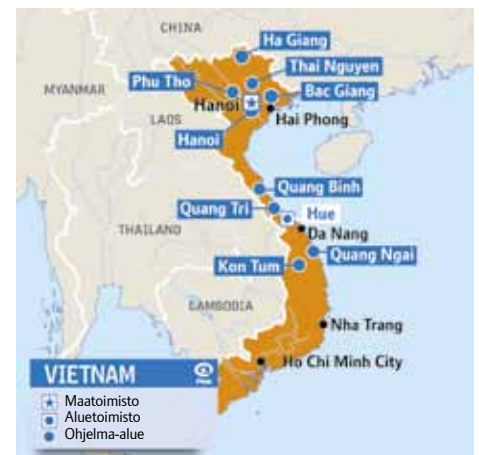 CHINA
Ha Giang
Thai Nguyen
Phu Tho
MYANMAR
Bac Giang
Hanoi
Hai Phong
LAOS
Hanoi
Quang Binh
Quang Tri
Hue
THAILAND
Da Nang
Quang Ngai
Kon Tum
CAMBODIA
Nha Trang
Ho Chi Minh City
VIETNAM
Maatoimisto
Aluetoimisto
Ohjelma-alue